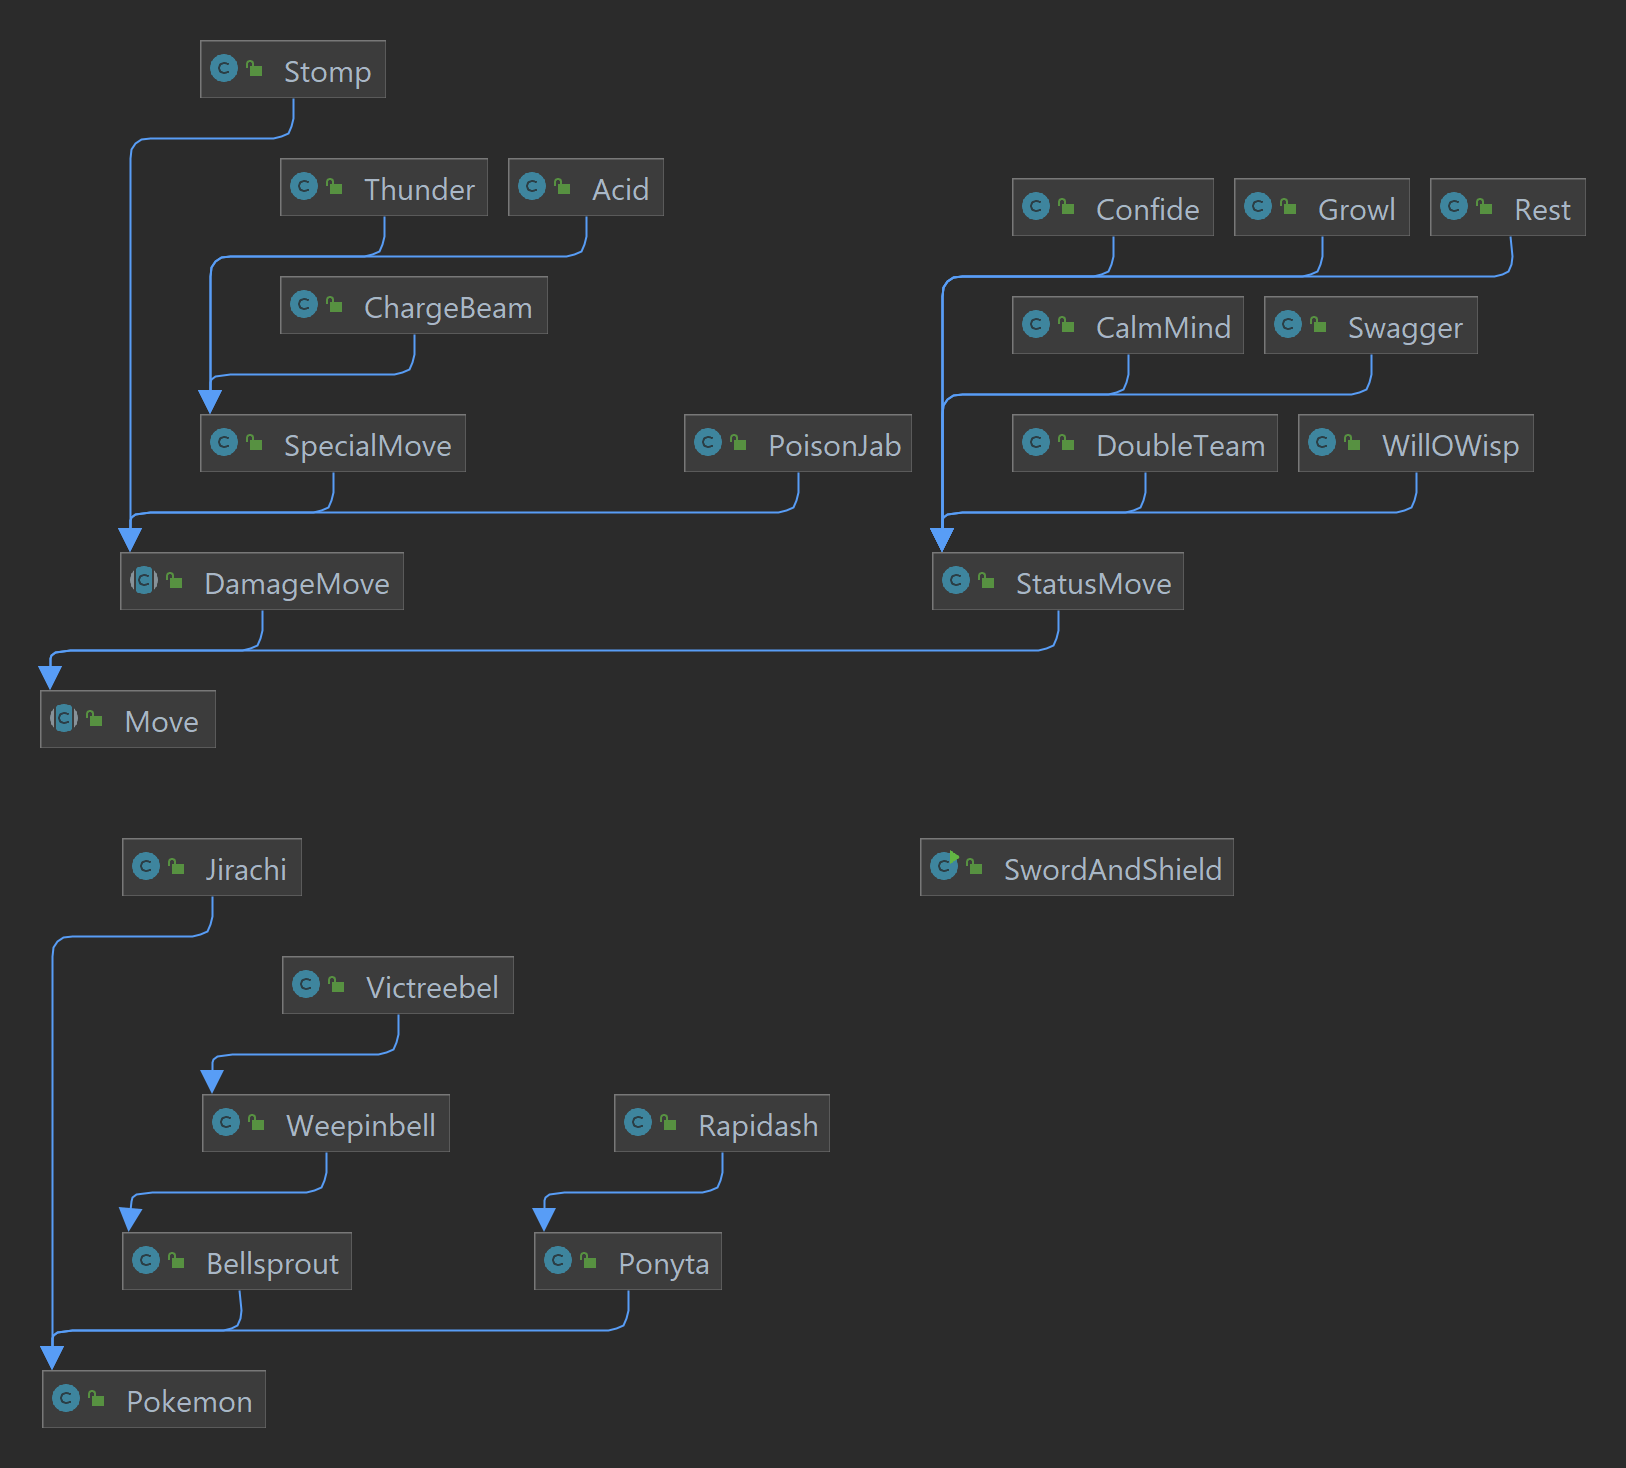 Stomp
Thunder
Acid
Confide
Growl
Rest
ChargeBeam
CalmMind
Swagger
SpecialMove
PoisonJab
DoubleTeam
WillOWisp
DamageMove
StatusMove
Move
Jirachi
SwordAndShield
Victreebel
Weepinbell
Rapidash
Bellsprout
Ponyta
Pokemon